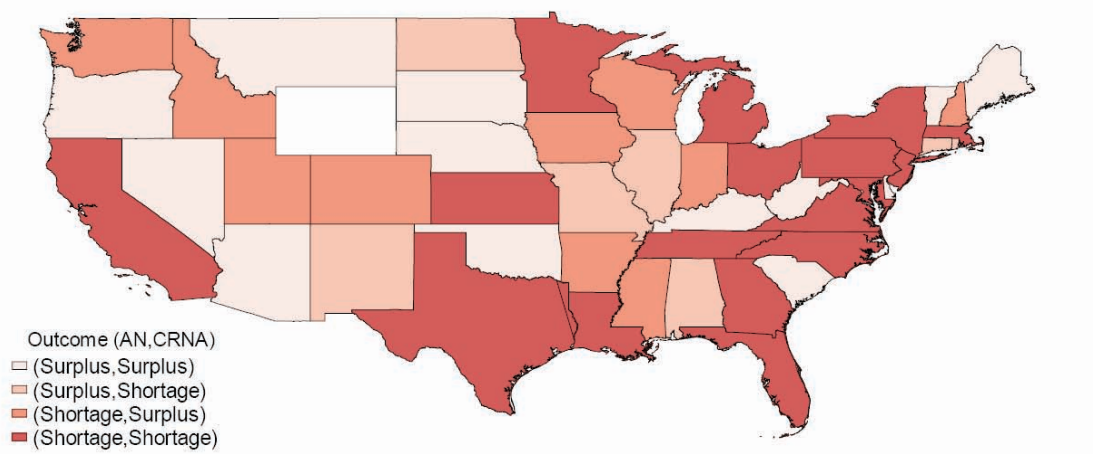 Outcome (AN,CRNA)
(Surplus,Surplus)
(Surplus,Shortage)
(Shortage,Surplus)
(Shortage,Shortage)